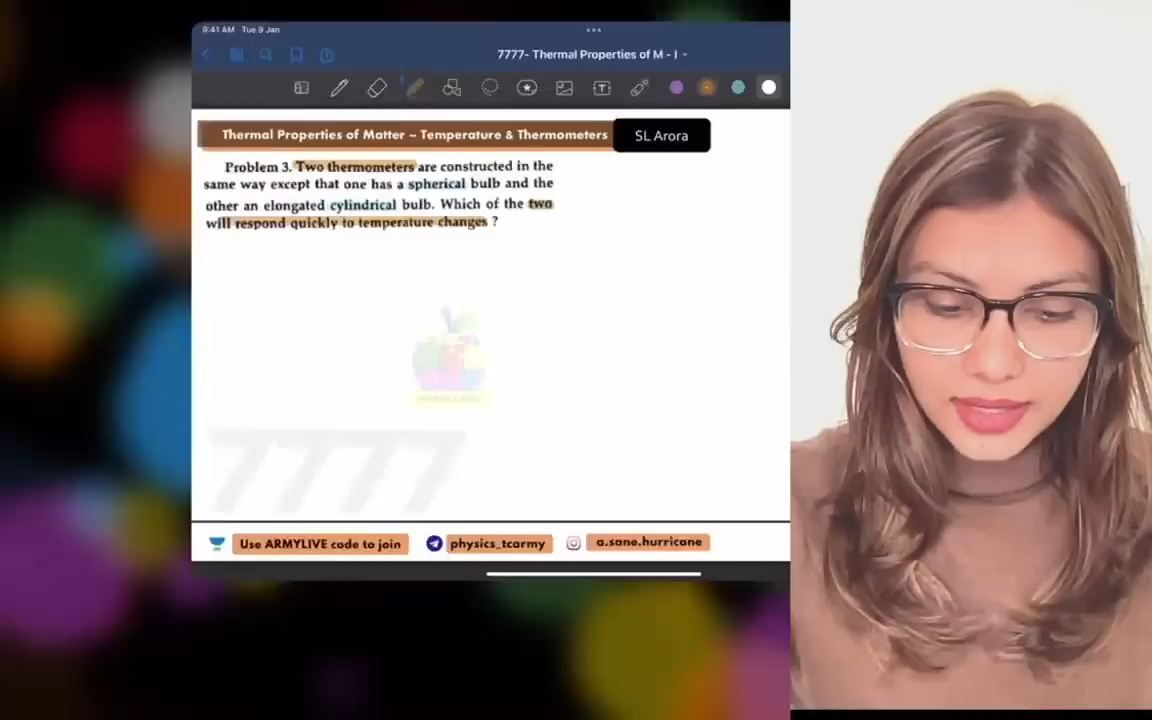 9:41 AM Tue 9 Jan
7777- Thermal Properties of M - I
Thermal Properties of Matter – Temperature & Thermometers
SL Arora
Problem 3. Two thermometers are constructed in the
same way except that one has a spherical bulb and the
other an elongated cylindrical bulb. Which of the two
will respond quickly to temperature changes ?
7777
Use ARMYLIVE code to join
physics_tcarmy
a.sane.hurricane